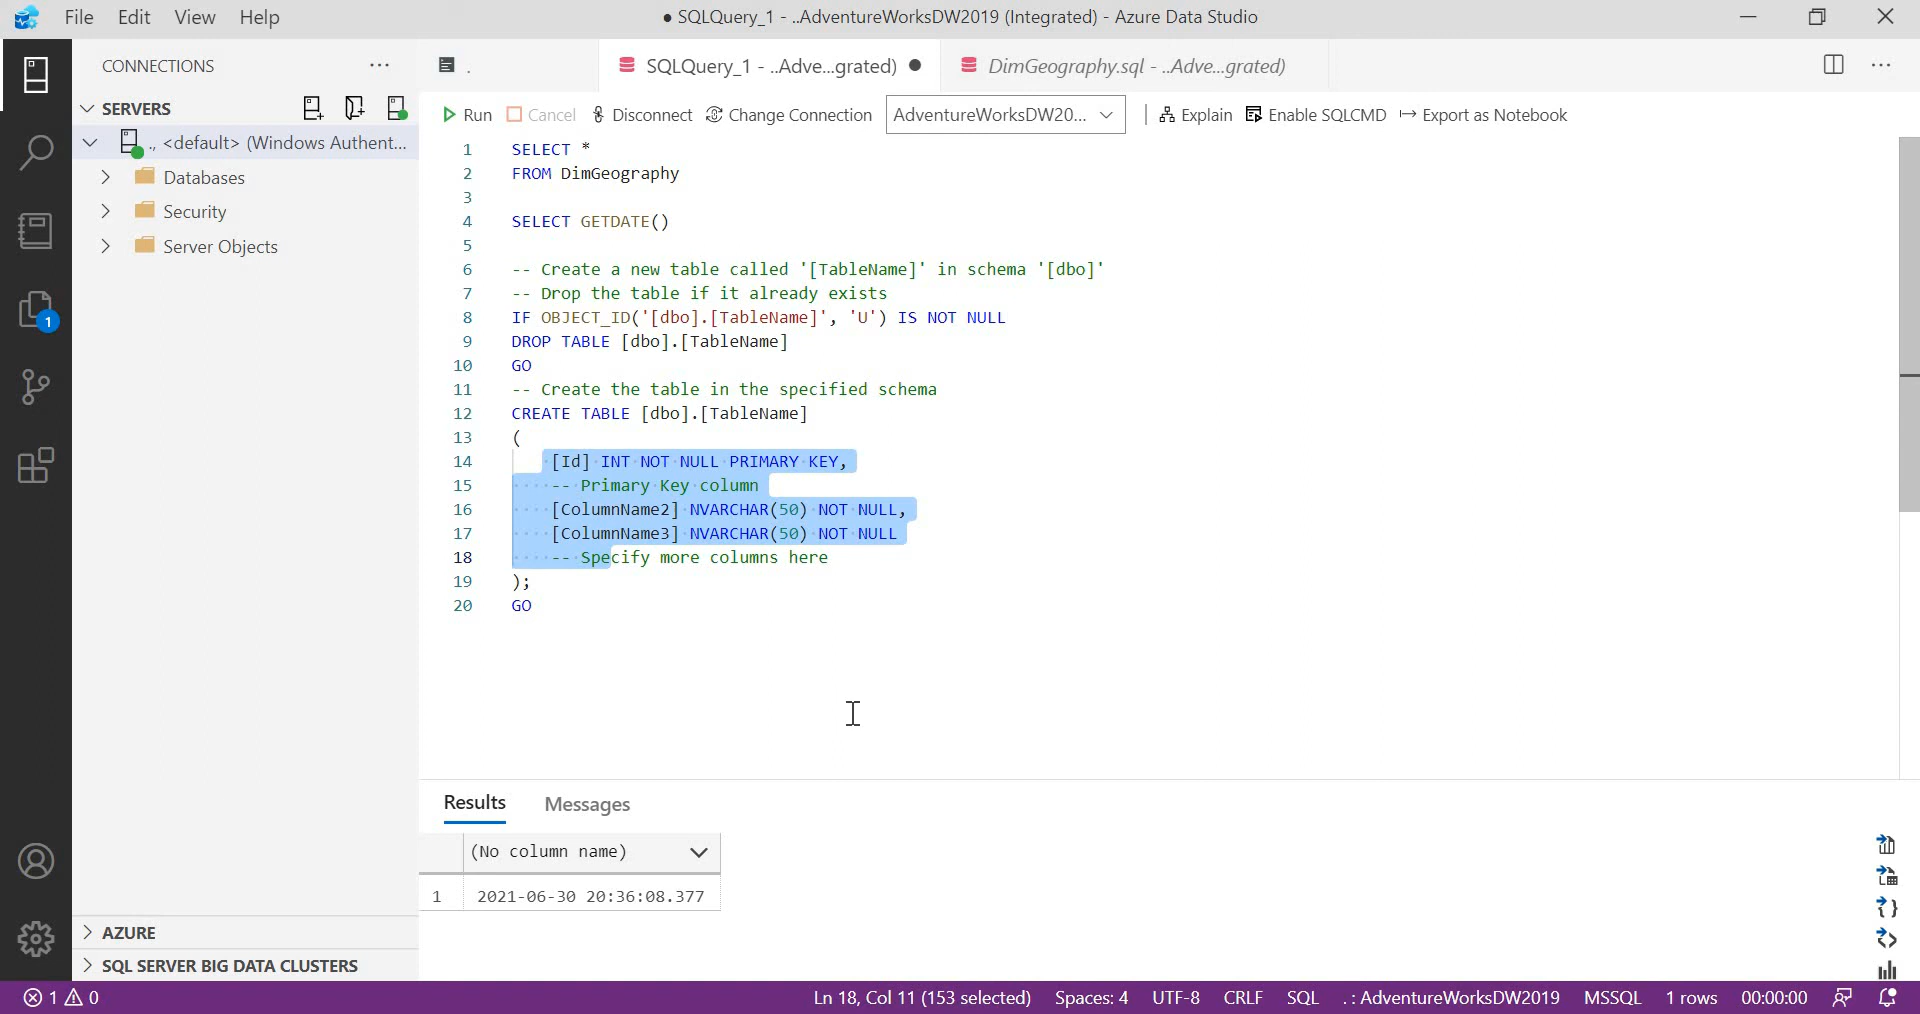 File Edit View Help
● SQLQuery_1 - ..AdventureWorksDW2019 (Integrated) - Azure Data Studio
CONNECTIONS
.
SQLQuery_1 - ..Adve...grated)
DimGeography.sql - ..Adve...grated)
SERVERS
Run Cancel Disconnect Change Connection AdventureWorksDW20... Explain Enable SQLCMD Export as Notebook
., <default> (Windows Authent...
Databases
Security
Server Objects
1 SELECT *
2 FROM DimGeography
3
4 SELECT GETDATE()
5
6 -- Create a new table called '[TableName]' in schema '[dbo]'
7 -- Drop the table if it already exists
8 IF OBJECT_ID('[dbo].[TableName]', 'U') IS NOT NULL
9 DROP TABLE [dbo].[TableName]
10 GO
11 -- Create the table in the specified schema
12 CREATE TABLE [dbo].[TableName]
13 (
14 [Id] INT NOT NULL PRIMARY KEY,
15 -- Primary Key column
16 [ColumnName2] NVARCHAR(50) NOT NULL,
17 [ColumnName3] NVARCHAR(50) NOT NULL
18 -- Specify more columns here
19 );
20 GO
1
Results Messages
(No column name)
1 2021-06-30 20:36:08.377
AZURE
SQL SERVER BIG DATA CLUSTERS
1 0 Ln 18, Col 11 (153 selected) Spaces: 4 UTF-8 CRLF SQL . : AdventureWorksDW2019 MSSQL 1 rows 00:00:00